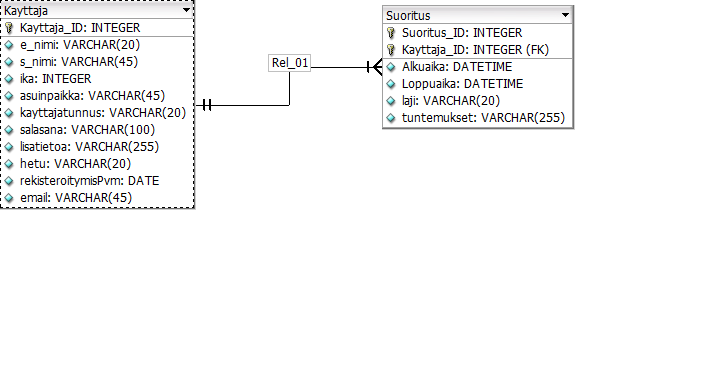 Kayttaja
Kayttaja_ID: INTEGER
e_nimi: VARCHAR(20)
s_nimi: VARCHAR(45)
ika: INTEGER
asuinpaikka: VARCHAR(45)
kayttajatunnus: VARCHAR(20)
salasana: VARCHAR(100)
lisatietoa: VARCHAR(255)
hetu: VARCHAR(20)
rekisteroitymisPvm: DATE
email: VARCHAR(45)
Rel_01
Suoritus
Suoritus_ID: INTEGER
Kayttaja_ID: INTEGER (FK)
Alkuaika: DATETIME
Loppuaika: DATETIME
laji: VARCHAR(20)
tuntemukset: VARCHAR(255)